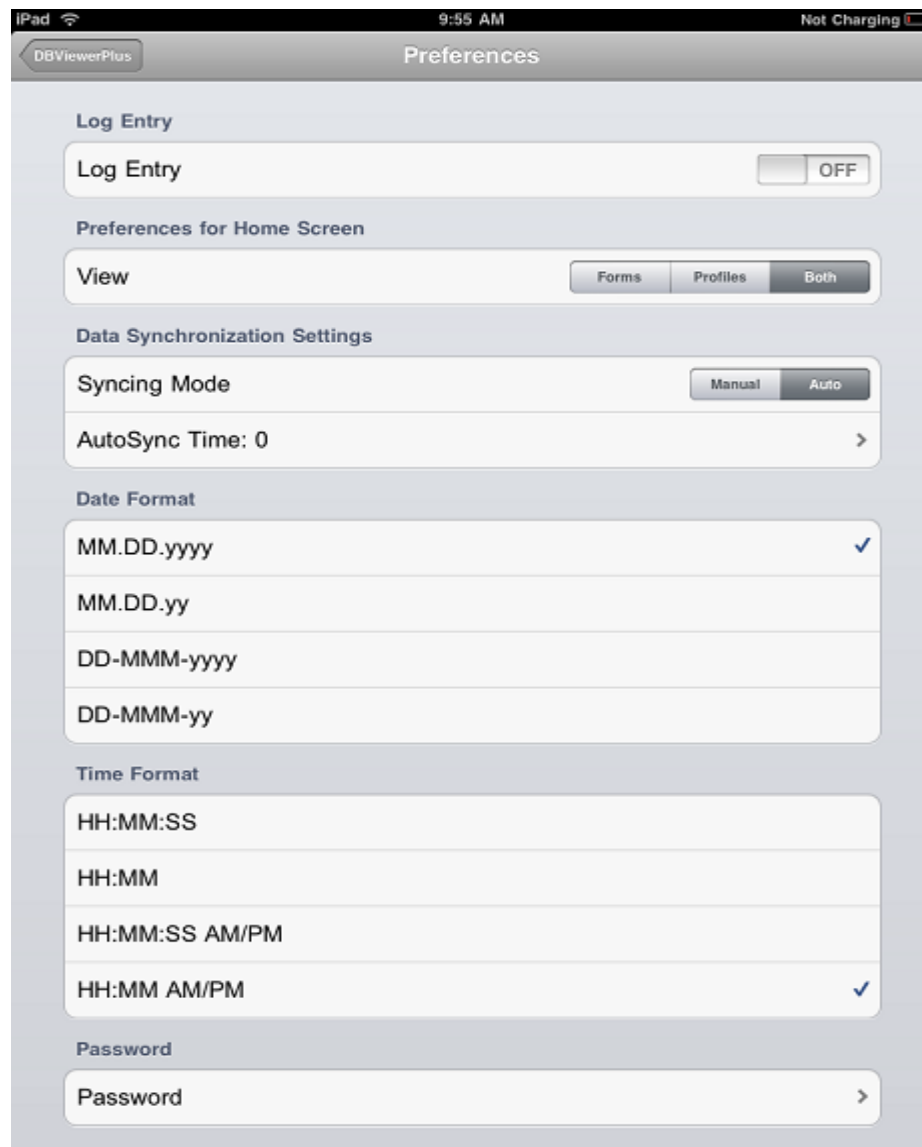 iPad 9:55 AM Not Charging
DBViewerPlus Preferences
Log Entry
Log Entry OFF
Preferences for Home Screen
View Forms Profiles Both
Data Synchronization Settings
Syncing Mode Manual Auto
AutoSync Time: 0
Date Format
MM.DD.yyyy
MM.DD.yy
DD-MMM-yyyy
DD-MMM-yy
Time Format
HH:MM:SS
HH:MM
HH:MM:SS AM/PM
HH:MM AM/PM
Password
Password